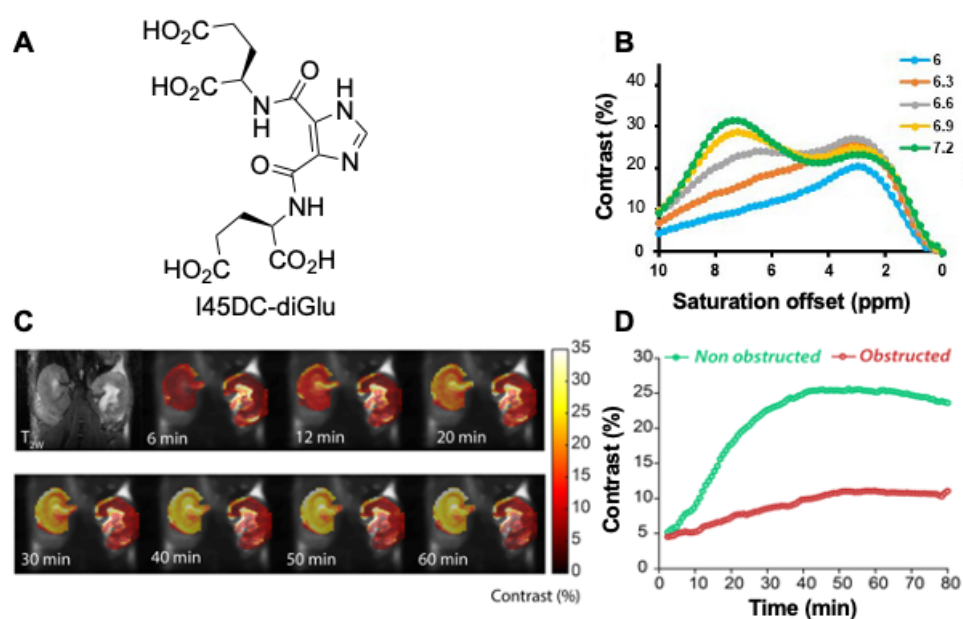 A
HO₂C
HO₂C
N
H
O
H
N
N
O
NH
HO₂C
CO₂H
I45DC-diGlu
B
Contrast (%)
40
30
20
10
0
10 8 6 4 2 0
Saturation offset (ppm)
6
6.3
6.6
6.9
7.2
C
T2W
6 min
12 min
20 min
30 min
40 min
50 min
60 min
35
30
25
20
15
10
5
0
Contrast (%)
D
Non obstructed
Obstructed
Contrast (%)
30
25
20
15
10
5
0
0 10 20 30 40 50 60 70 80
Time (min)